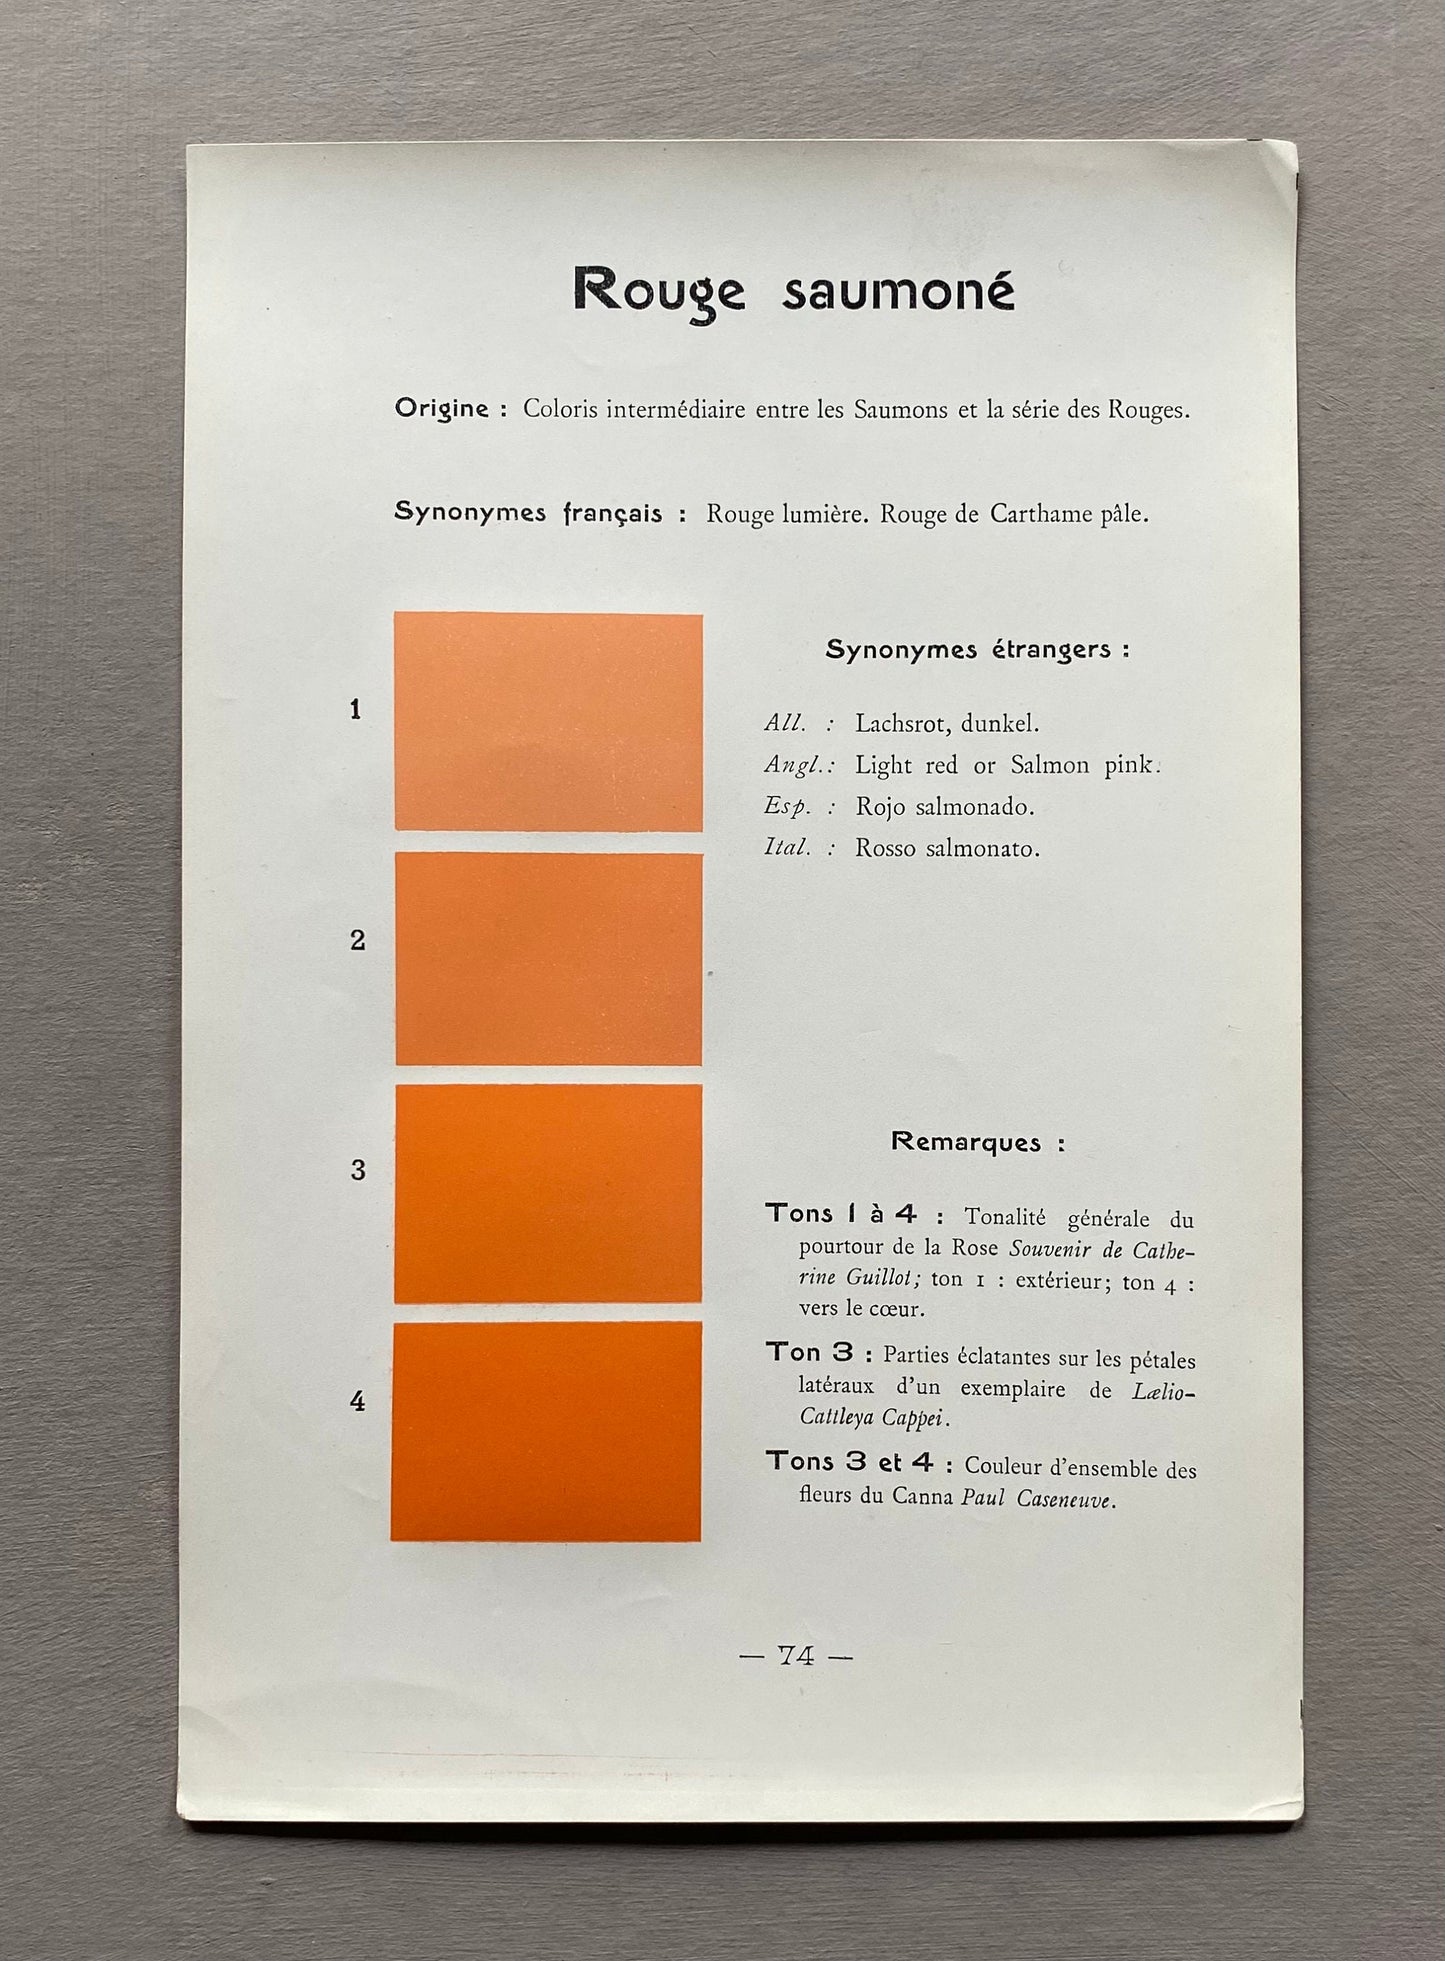 Rouge saumoné
Origine : Coloris intermédiaire entre les Saumons et la série des Rouges.
Synonymes français : Rouge lumière. Rouge de Carthame pâle.
1
2
3
4
Synonymes étrangers :
All. : Lachsrot, dunkel.
Angl. : Light red or Salmon pink.
Esp. : Rojo salmonado.
Ital. : Rosso salmonato.
Remarques :
Tons 1 à 4 : Tonalité générale du
pourtour de la Rose Souvenir de Cathe-
rine Guillot; ton 1 : extérieur; ton 4 :
vers le cœur.
Ton 3 : Parties éclatantes sur les pétales
latéraux d'un exemplaire de Lælio-
Cattleya Cappei.
Tons 3 et 4 : Couleur d'ensemble des
fleurs du Canna Paul Caseneuve.
— 74 —